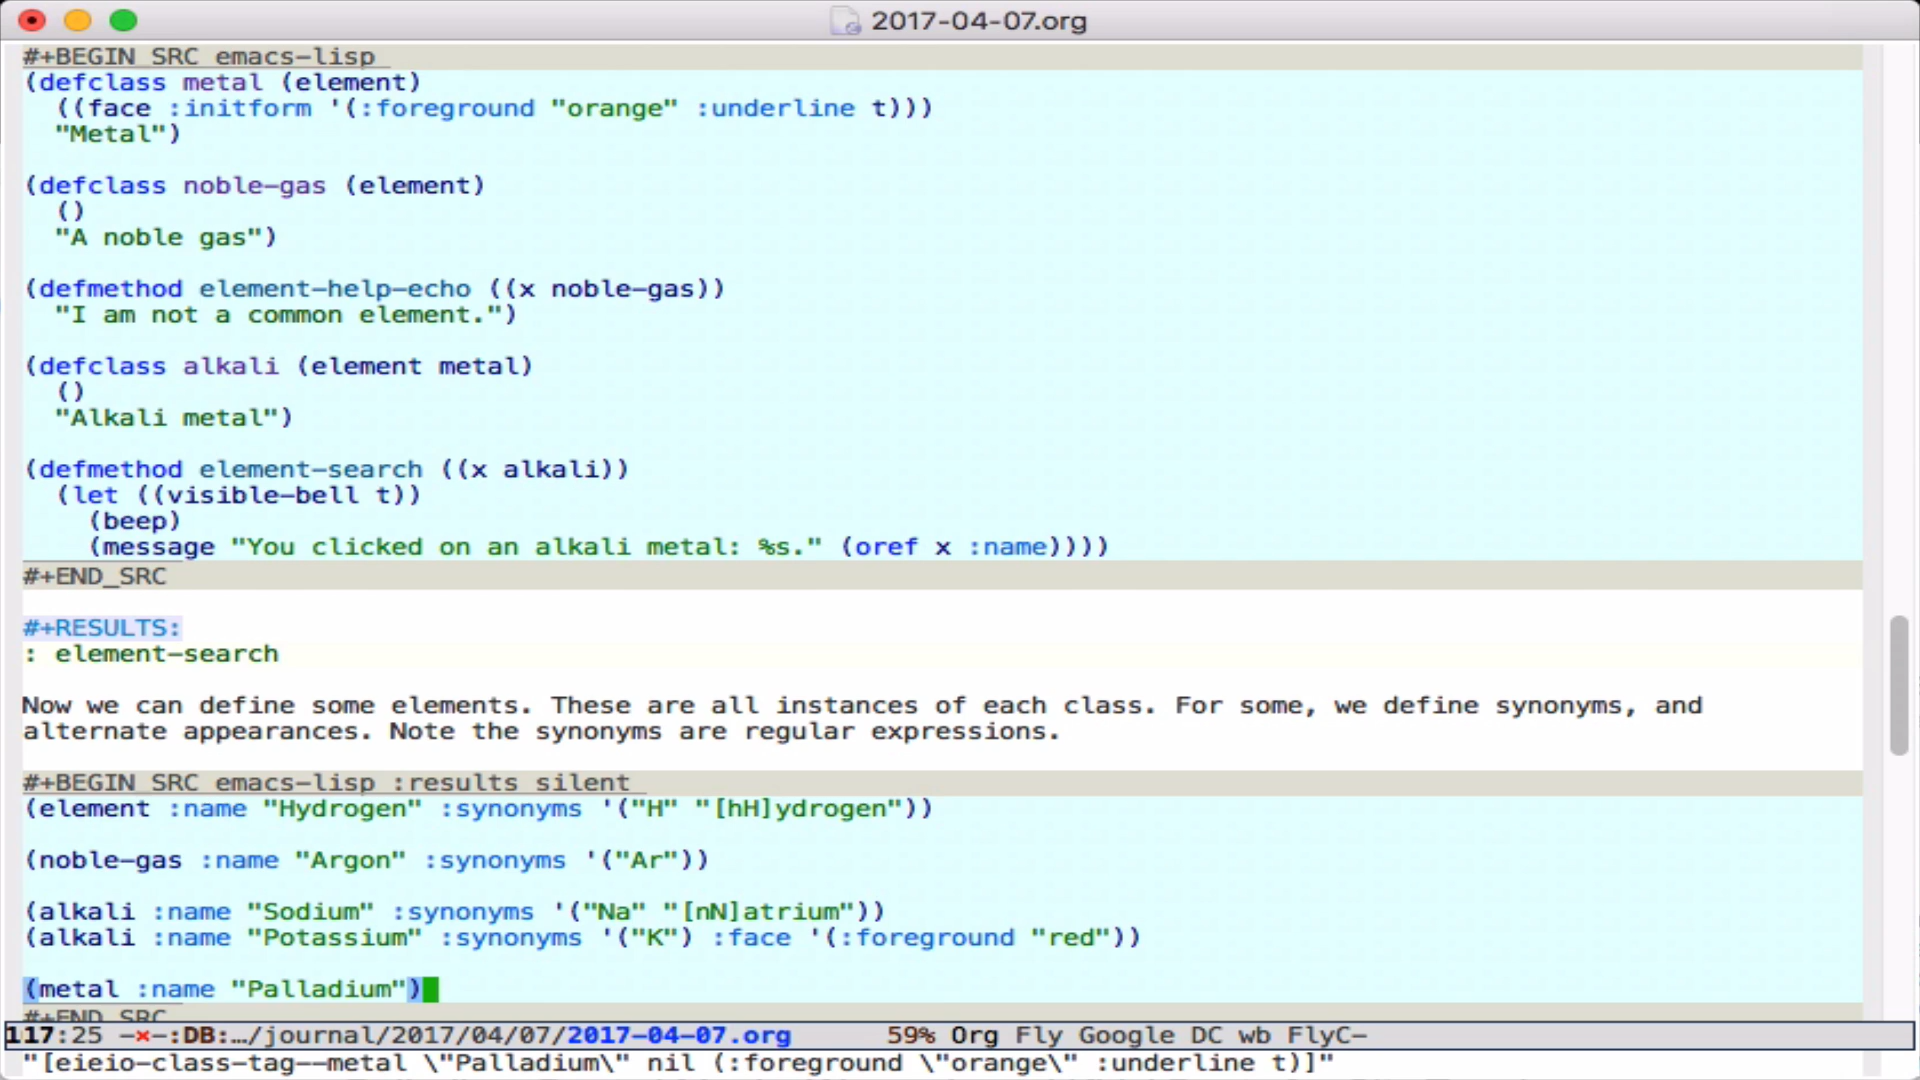 2017-04-07.org
#+BEGIN_SRC emacs-lisp
(defclass metal (element)
  ((face :initform '(:foreground "orange" :underline t)))
  "Metal")

(defclass noble-gas (element)
  ()
  "A noble gas")

(defmethod element-help-echo ((x noble-gas))
  "I am not a common element.")

(defclass alkali (element metal)
  ()
  "Alkali metal")

(defmethod element-search ((x alkali))
  (let ((visible-bell t))
    (beep)
    (message "You clicked on an alkali metal: %s." (oref x :name))))
#+END_SRC

#+RESULTS:
: element-search

Now we can define some elements. These are all instances of each class. For some, we define synonyms, and
alternate appearances. Note the synonyms are regular expressions.

#+BEGIN_SRC emacs-lisp :results silent
(element :name "Hydrogen" :synonyms '("H" "[hH]ydrogen"))

(noble-gas :name "Argon" :synonyms '("Ar"))

(alkali :name "Sodium" :synonyms '("Na" "[nN]atrium"))
(alkali :name "Potassium" :synonyms '("K") :face '(:foreground "red"))

(metal :name "Palladium")
#+END_SRC
117:25 -×-:DB:…/journal/2017/04/07/2017-04-07.org 59% Org Fly Google DC wb FlyC-
"[eieio-class-tag--metal \"Palladium\" nil (:foreground \"orange\" :underline t)]"